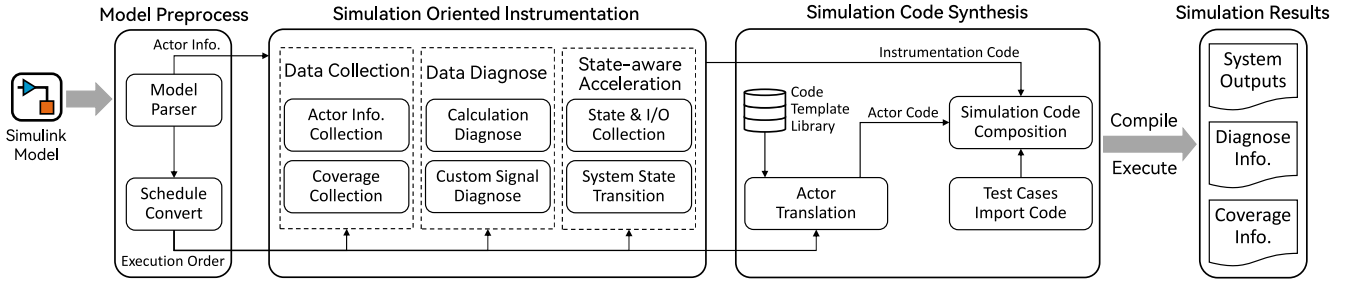 Model Preprocess
Simulation Oriented Instrumentation
Simulation Code Synthesis
Simulation Results
Simulink
Model
Actor Info.
Model
Parser
Schedule
Convert
Execution Order
Data Collection
Actor Info.
Collection
Coverage
Collection
Data Diagnose
Calculation
Diagnose
Custom Signal
Diagnose
State-aware
Acceleration
State & I/O
Collection
System State
Transition
Instrumentation Code
Code
Template
Library
Actor Code
Simulation Code
Composition
Actor
Translation
Test Cases
Import Code
Compile
Execute
System
Outputs
Diagnose
Info.
Coverage
Info.